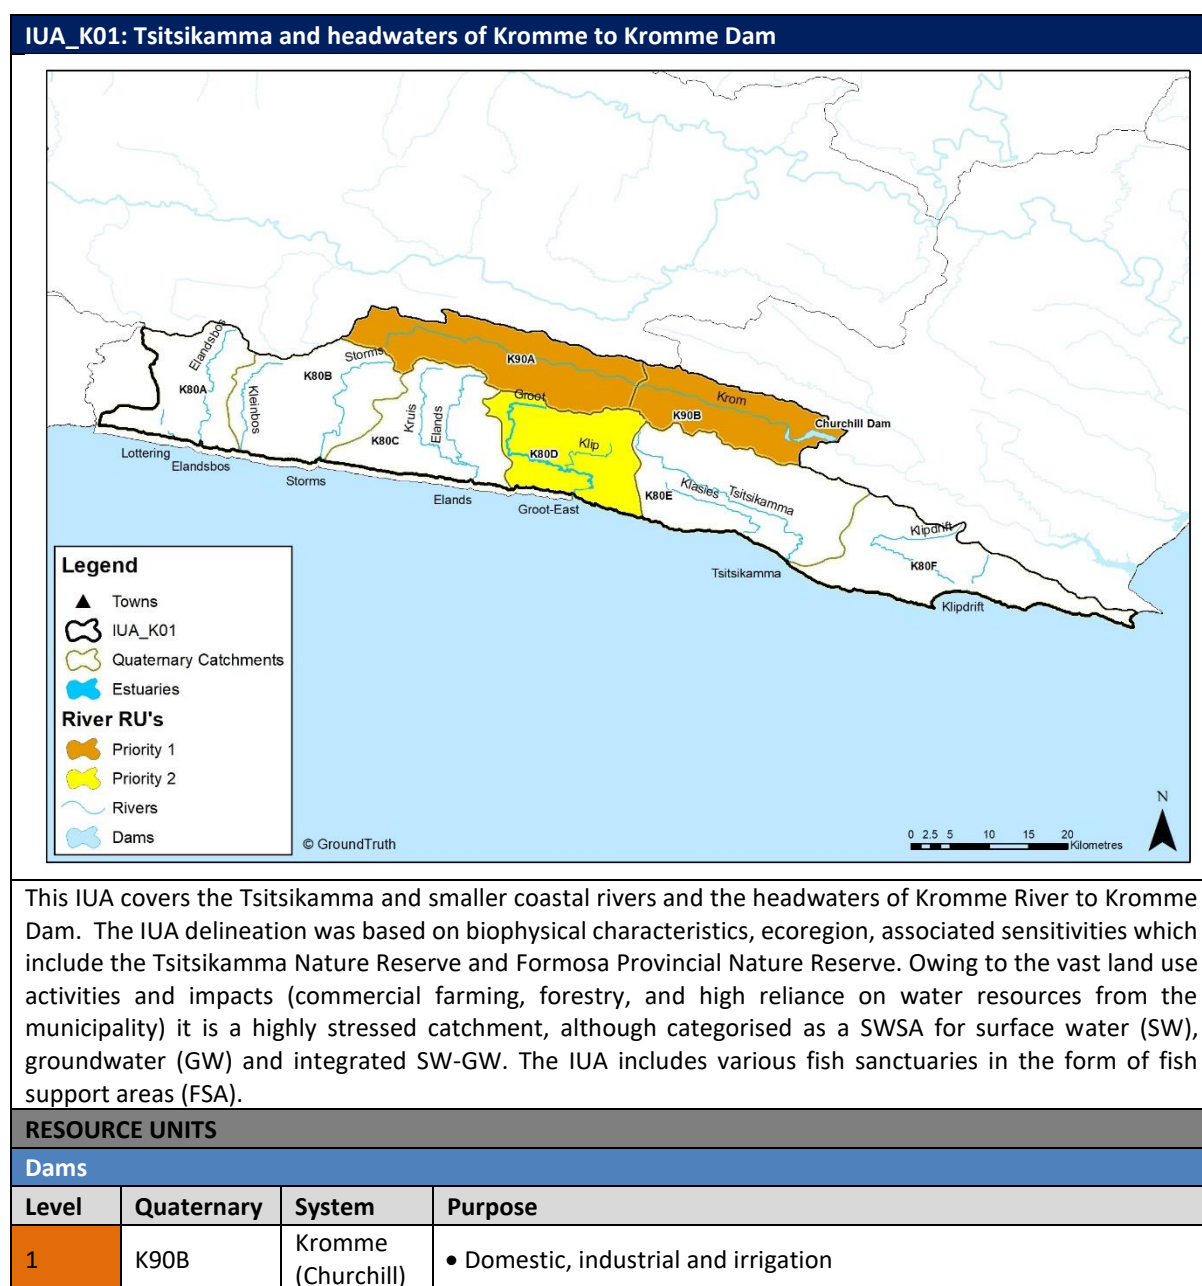 IUA_K01: Tsitsikamma and headwaters of Kromme to Kromme Dam
Elandsbos
Storms
K90A
K80B
K80A
Kleinbos
Kruis
Elands
Groot
Krom
K90B
Churchill Dam
K80C
Klip
K80D
Lottering
Elandsbos
Storms
Elands
Groot-East
K80E
Klasies
Tsitsikamma
Klipdrift
K80F
Tsitsikamma
Klipdrift
Legend
Towns
IUA_K01
Quaternary Catchments
Estuaries
River RU's
Priority 1
Priority 2
Rivers
Dams
© GroundTruth
N
0 2.5 5 10 15 20
Kilometres
This IUA covers the Tsitsikamma and smaller coastal rivers and the headwaters of Kromme River to Kromme
Dam. The IUA delineation was based on biophysical characteristics, ecoregion, associated sensitivities which
include the Tsitsikamma Nature Reserve and Formosa Provincial Nature Reserve. Owing to the vast land use
activities and impacts (commercial farming, forestry, and high reliance on water resources from the
municipality) it is a highly stressed catchment, although categorised as a SWSA for surface water (SW),
groundwater (GW) and integrated SW-GW. The IUA includes various fish sanctuaries in the form of fish
support areas (FSA).
RESOURCE UNITS
Dams
Level Quaternary System Purpose
1 K90B Kromme (Churchill) • Domestic, industrial and irrigation